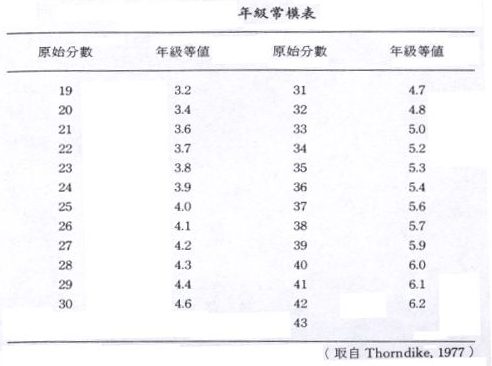 年級常模表
原始分數 年級等值 原始分數 年級等值
19 3.2 31 4.7
20 3.4 32 4.8
21 3.6 33 5.0
22 3.7 34 5.2
23 3.8 35 5.3
24 3.9 36 5.4
25 4.0 37 5.6
26 4.1 38 5.7
27 4.2 39 5.9
28 4.3 40 6.0
29 4.4 41 6.1
30 4.6 42 6.2
43
（取自 Thorndike, 1977）